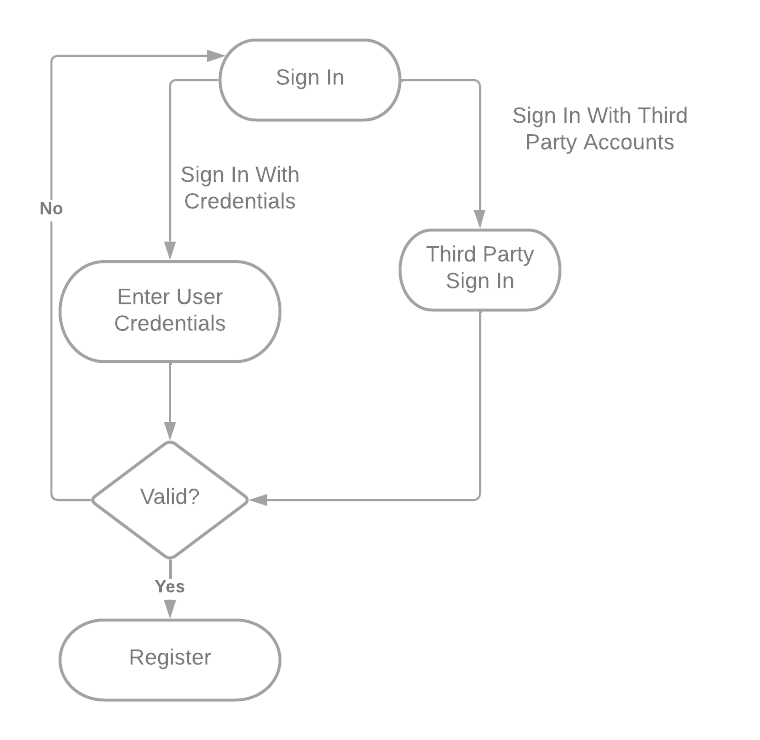 Sign In
Sign In With Third
Party Accounts
Sign In With
Credentials
No
Third Party
Sign In
Enter User
Credentials
Valid?
Yes
Register